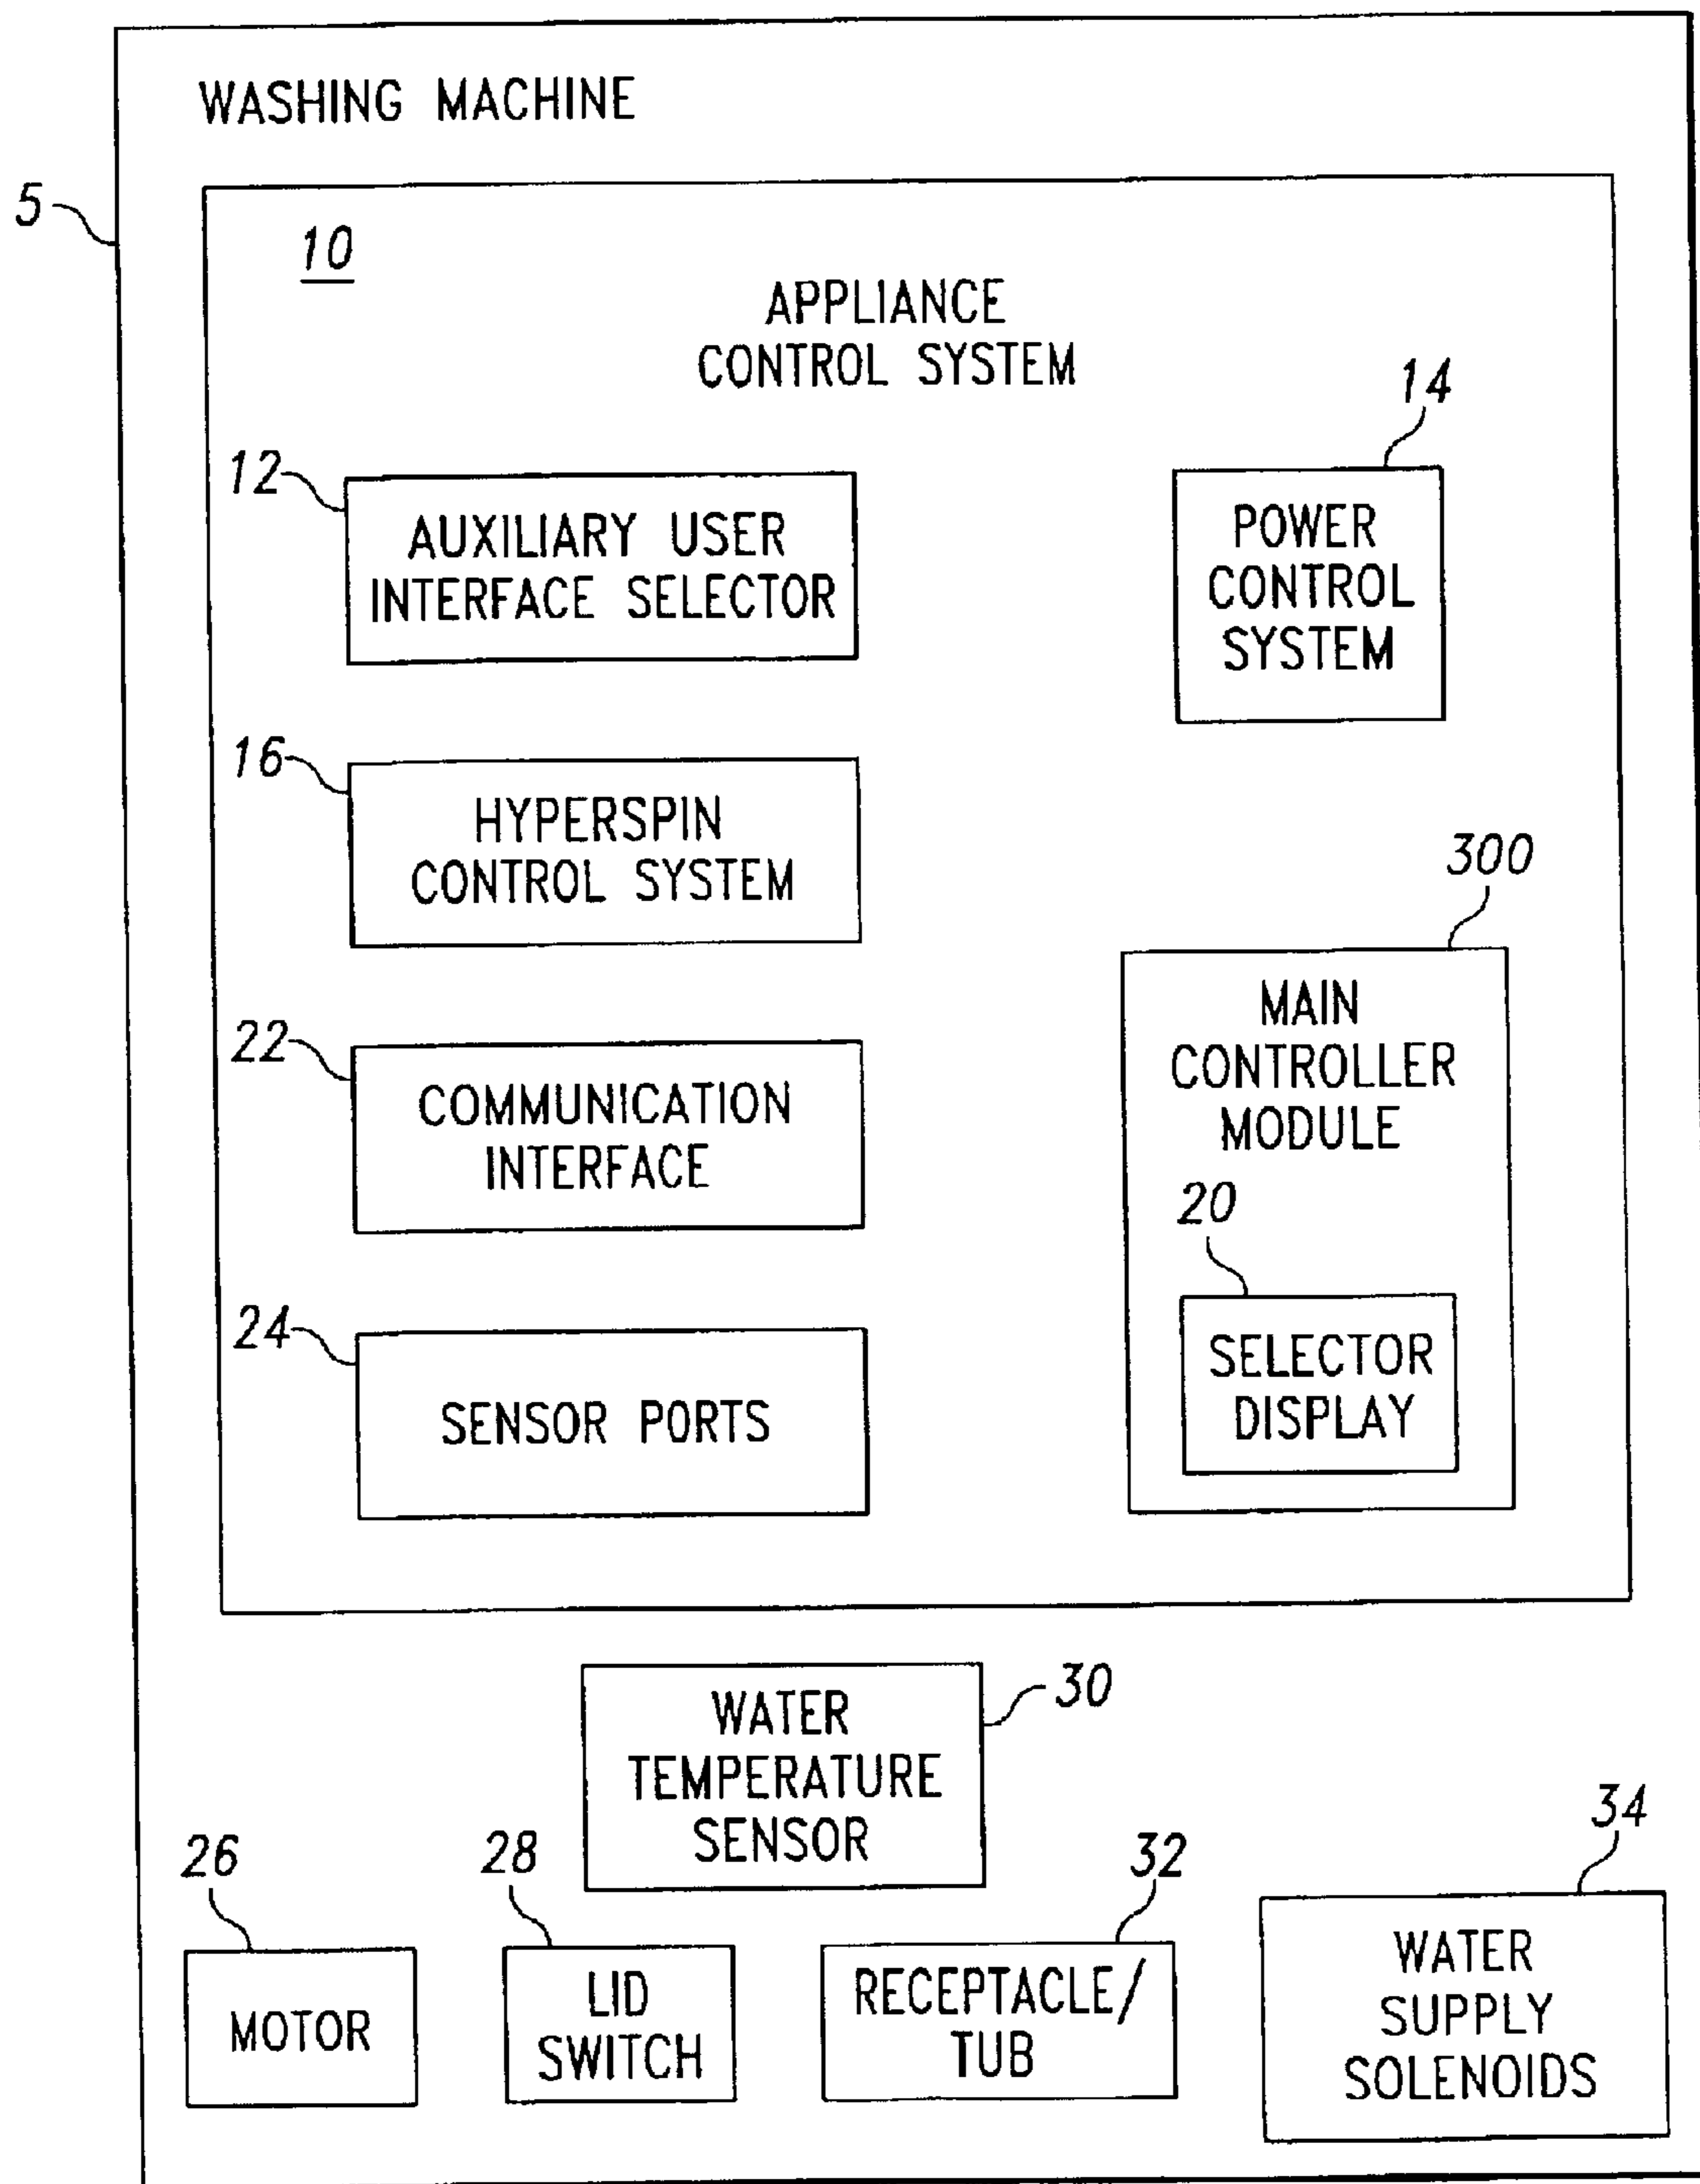 WASHING MACHINE
5
10
APPLIANCE
CONTROL SYSTEM
14
12
AUXILIARY USER
INTERFACE SELECTOR
POWER
CONTROL
SYSTEM
16
HYPERSPIN
CONTROL SYSTEM
300
MAIN
CONTROLLER
MODULE
22
COMMUNICATION
INTERFACE
20
SELECTOR
DISPLAY
24
SENSOR PORTS
30
WATER
TEMPERATURE
SENSOR
26
MOTOR
28
LID
SWITCH
32
RECEPTACLE/
TUB
34
WATER
SUPPLY
SOLENOIDS